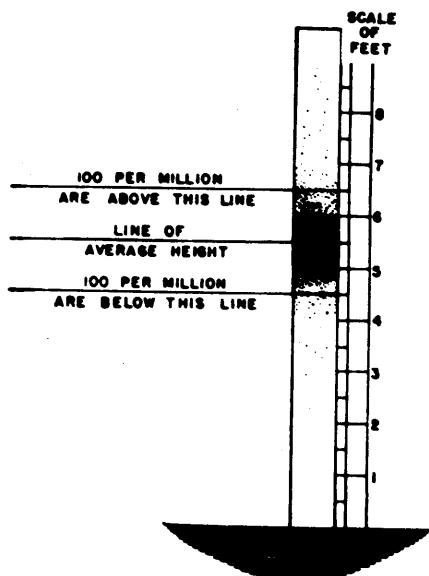 SCALE
OF
FEET
8
7
100 PER MILLION
ARE ABOVE THIS LINE
6
LINE OF
AVERAGE HEIGHT
5
100 PER MILLION
ARE BELOW THIS LINE
4
3
2
1